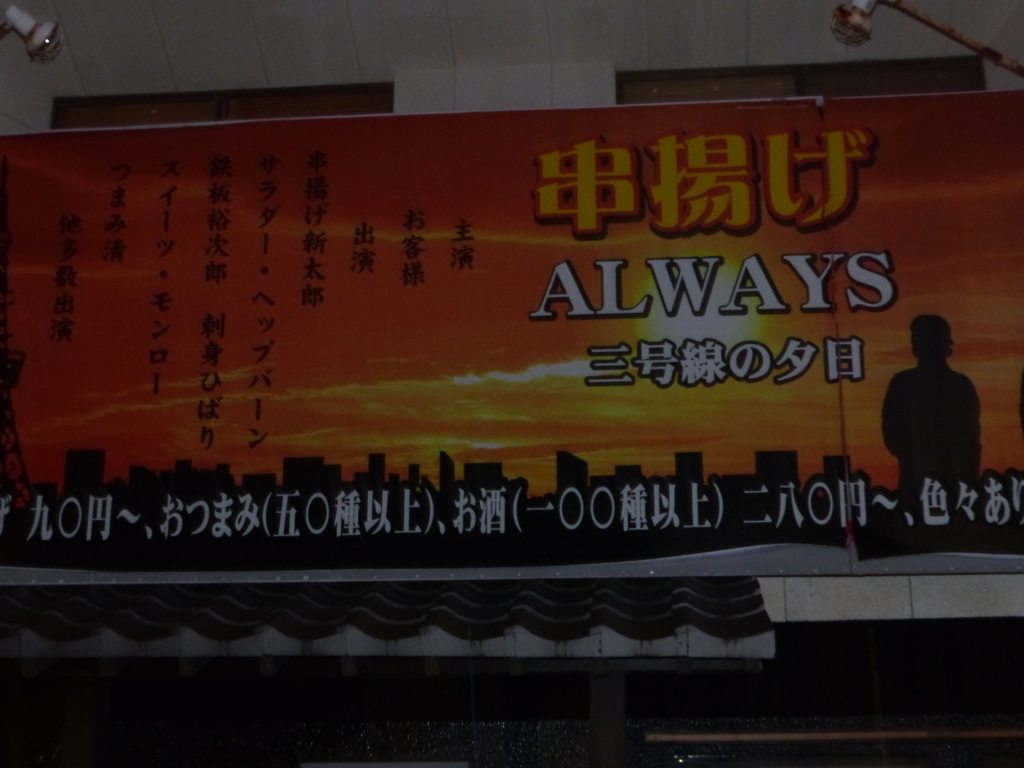 串揚げ
ALWAYS
三号線の夕日
主演
お客様
出演
串揚げ新太郎
サラダー・ヘップバーン
鉄板裕次郎 刺身ひばり
スイーツ・モンロー
つまみ清
他多数出演
げ 九〇円～、おつまみ(五〇種以上)、お酒(一〇〇種以上) 二八〇円～、色々あり